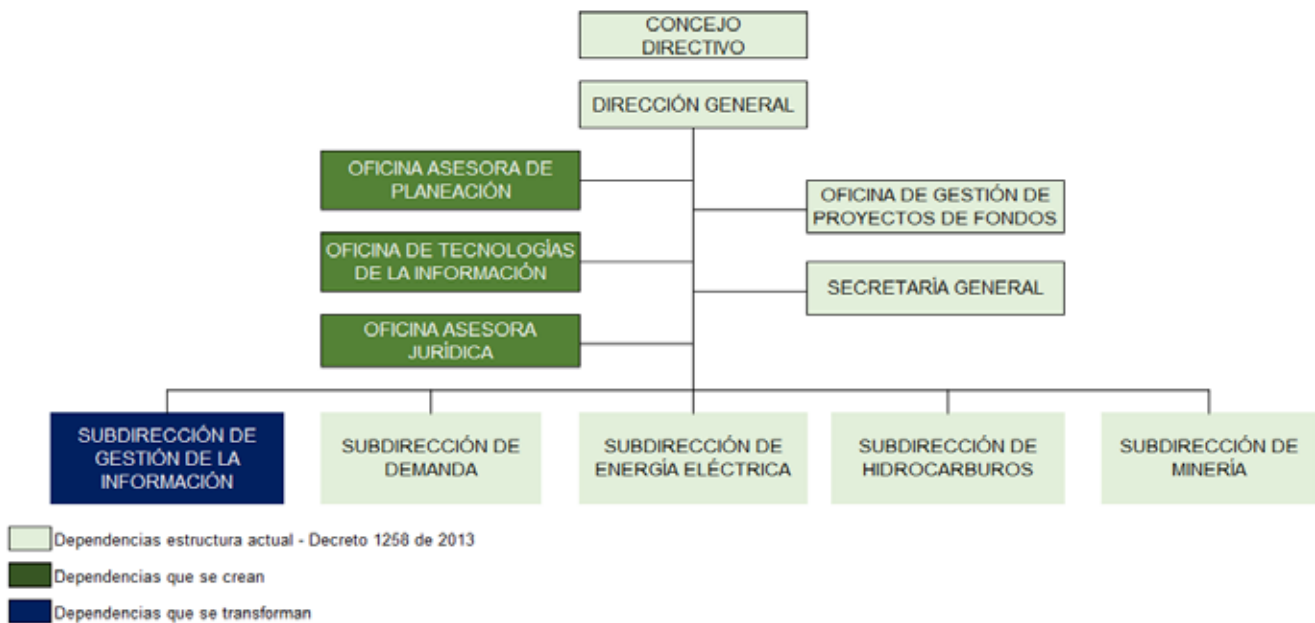 CONCEJO
DIRECTIVO
DIRECCIÓN GENERAL
OFICINA ASESORA DE
PLANEACIÓN
OFICINA DE GESTIÓN DE
PROYECTOS DE FONDOS
OFICINA DE TECNOLOGÍAS
DE LA INFORMACIÓN
SECRETARÍA GENERAL
OFICINA ASESORA
JURÍDICA
SUBDIRECCIÓN DE
GESTIÓN DE LA
INFORMACIÓN
SUBDIRECCIÓN DE
DEMANDA
SUBDIRECCIÓN DE
ENERGÍA ELÉCTRICA
SUBDIRECCIÓN DE
HIDROCARBUROS
SUBDIRECCIÓN DE
MINERÍA
Dependencias estructura actual - Decreto 1258 de 2013
Dependencias que se crean
Dependencias que se transforman